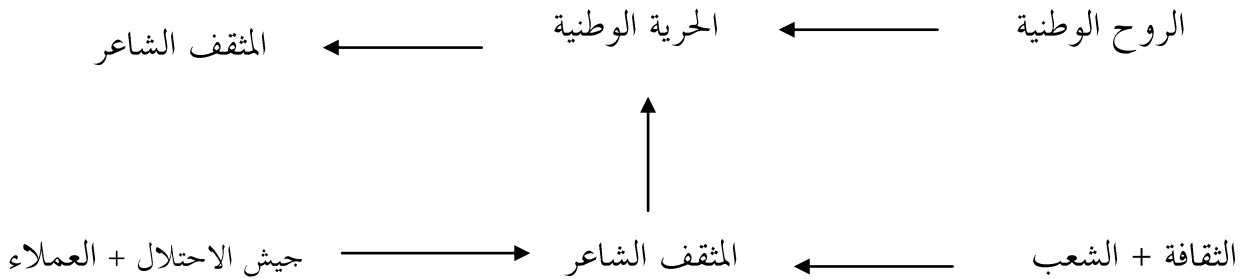 الروح الوطنية الحرية الوطنية المثقف الشاعر
الثقافة + الشعب المثقف الشاعر جيش الاحتلال + العملاء